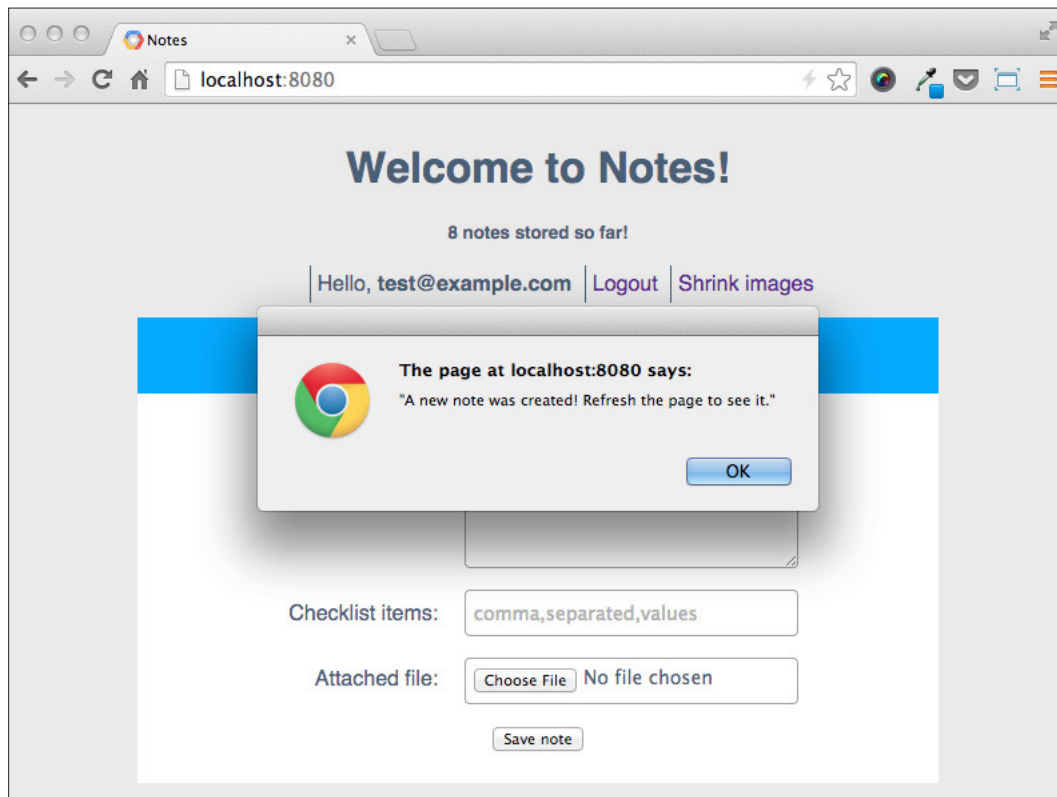 Notes
localhost:8080
Welcome to Notes!
8 notes stored so far!
Hello, test@example.com Logout Shrink images
The page at localhost:8080 says:
"A new note was created! Refresh the page to see it."
OK
Checklist items: comma,separated,values
Attached file: Choose File No file chosen
Save note